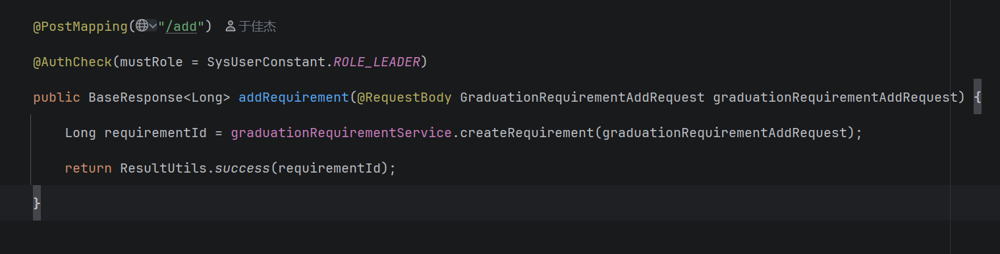 @PostMapping("/add") 于佳杰
@AuthCheck(mustRole = SysUserConstant.ROLE_LEADER)
public BaseResponse<Long> addRequirement(@RequestBody GraduationRequirementAddRequest graduationRequirementAddRequest) {
Long requirementId = graduationRequirementService.createRequirement(graduationRequirementAddRequest);
return ResultUtils.success(requirementId);
}